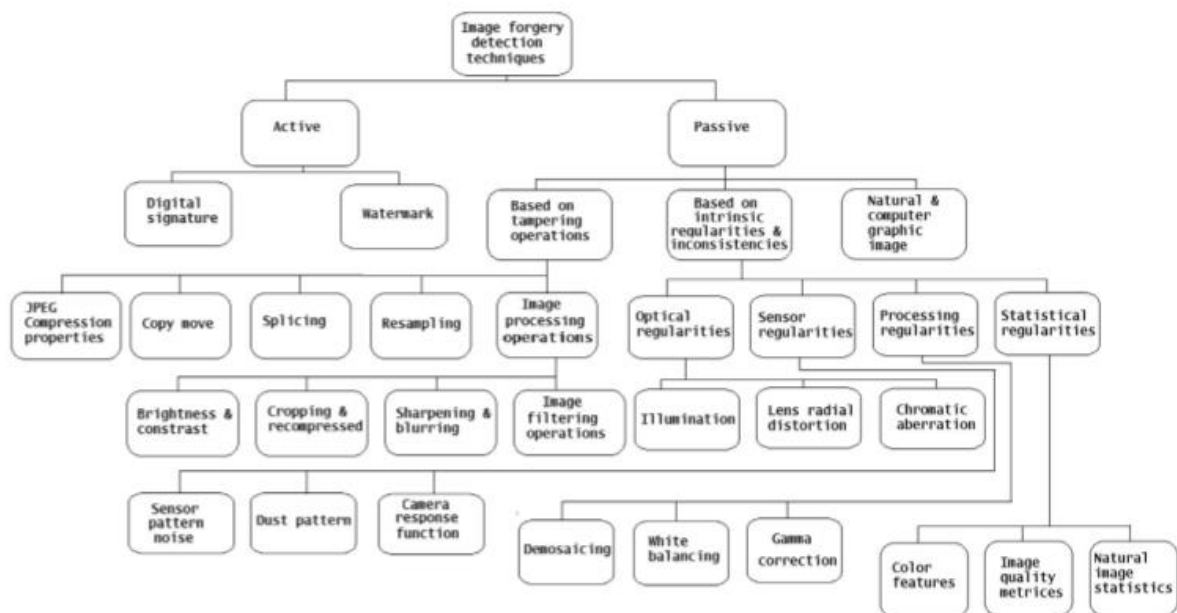 Image forgery
detection
techniques
Active
Passive
Digital
signature
Watermark
Based on
tampering
operations
Based on
intrinsic
regularities &
inconsistencies
Natural &
computer
graphic
image
JPEG
Compression
properties
Copy move
Splicing
Resampling
Image
processing
operations
Optical
regularities
Sensor
regularities
Processing
regularities
Statistical
regularities
Brightness &
constrast
Cropping &
recompressed
Sharpening &
blurring
Image
filtering
operations
Illumination
Lens radial
distortion
Chromatic
aberration
Sensor
pattern
noise
Dust pattern
Camera
response
function
Demosaicing
White
balancing
Gamma
correction
Color
features
Image
quality
metrices
Natural
image
statistics